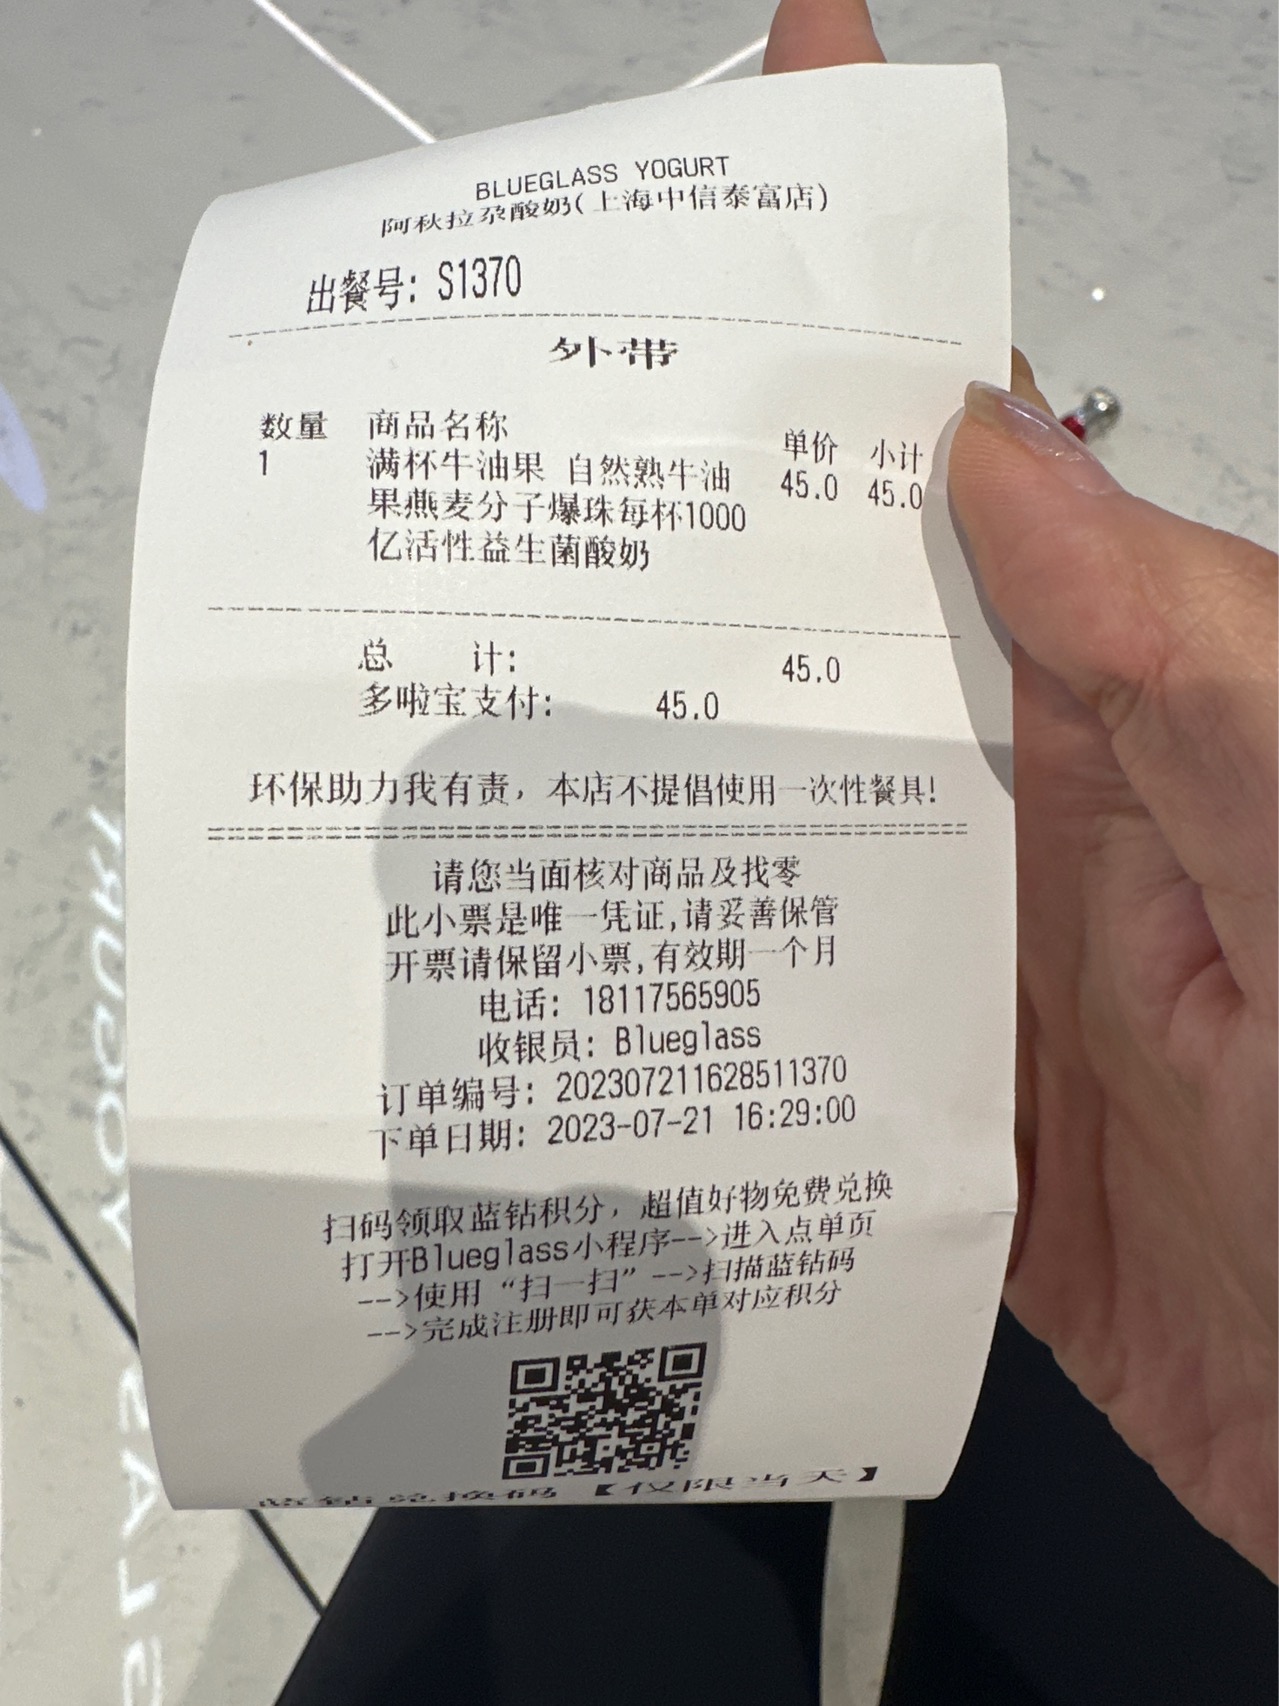 BLUEGLASS YOGURT
阿秋拉尕酸奶(上海中信泰富店)
出餐号: S1370
外带
数量 商品名称 单价 小计
1 满杯牛油果 自然熟牛油 45.0 45.0
果燕麦分子爆珠每杯1000
亿活性益生菌酸奶
总 计: 45.0
多啦宝支付: 45.0
环保助力我有责，本店不提倡使用一次性餐具!
请您当面核对商品及找零
此小票是唯一凭证,请妥善保管
开票请保留小票,有效期一个月
电话: 18117565905
收银员: Blueglass
订单编号: 202307211628511370
下单日期: 2023-07-21 16:29:00
扫码领取蓝钻积分，超值好物免费兑换
打开Blueglass小程序-->进入点单页
-->使用“扫一扫”-->扫描蓝钻码
-->完成注册即可获本单对应积分
蓝钻兑换码【仅限当天】